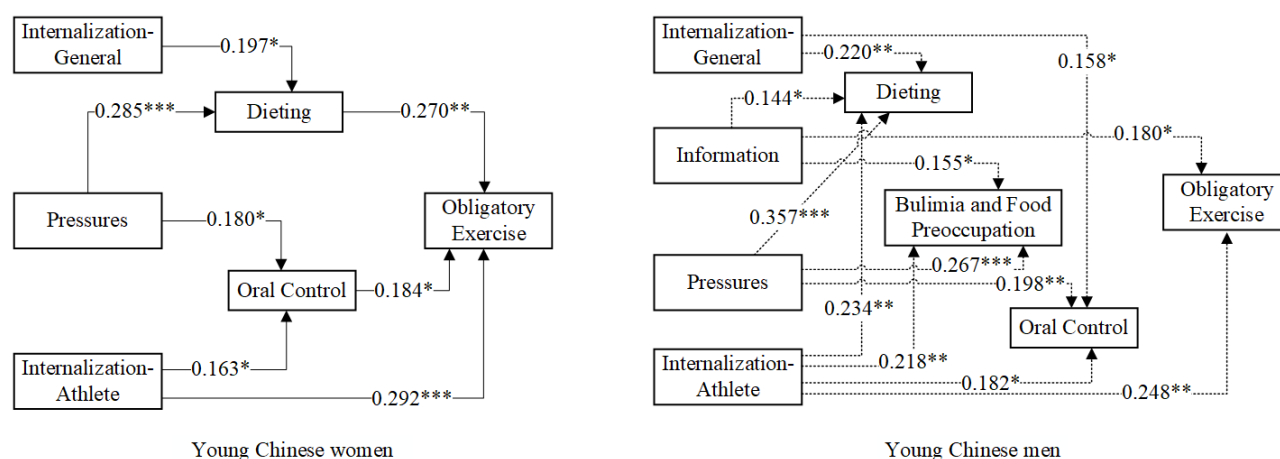 Internalization-
General
0.197*
0.285***
Dieting
0.270**
Pressures
0.180*
Obligatory
Exercise
Oral Control
0.184*
Internalization-
Athlete
0.163*
0.292***
Young Chinese women
Internalization-
General
0.220**
0.158*
0.144*
Dieting
Information
0.180*
0.155*
Obligatory
Exercise
Bulimia and Food
Preoccupation
0.357***
Pressures
0.267***
0.198**
0.234**
Oral Control
Internalization-
Athlete
0.218**
0.182*
0.248**
Young Chinese men